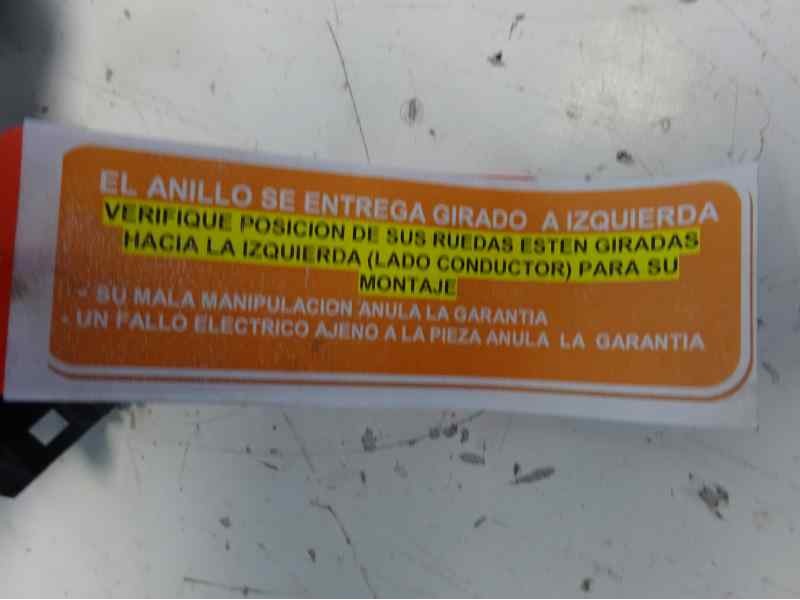 EL ANILLO SE ENTREGA GIRADO A IZQUIERDA
VERIFIQUE POSICION DE SUS RUEDAS ESTEN GIRADAS
HACIA LA IZQUIERDA (LADO CONDUCTOR) PARA SU
MONTAJE
- SU MALA MANIPULACION ANULA LA GARANTIA
- UN FALLO ELECTRICO AJENO A LA PIEZA ANULA LA GARANTIA